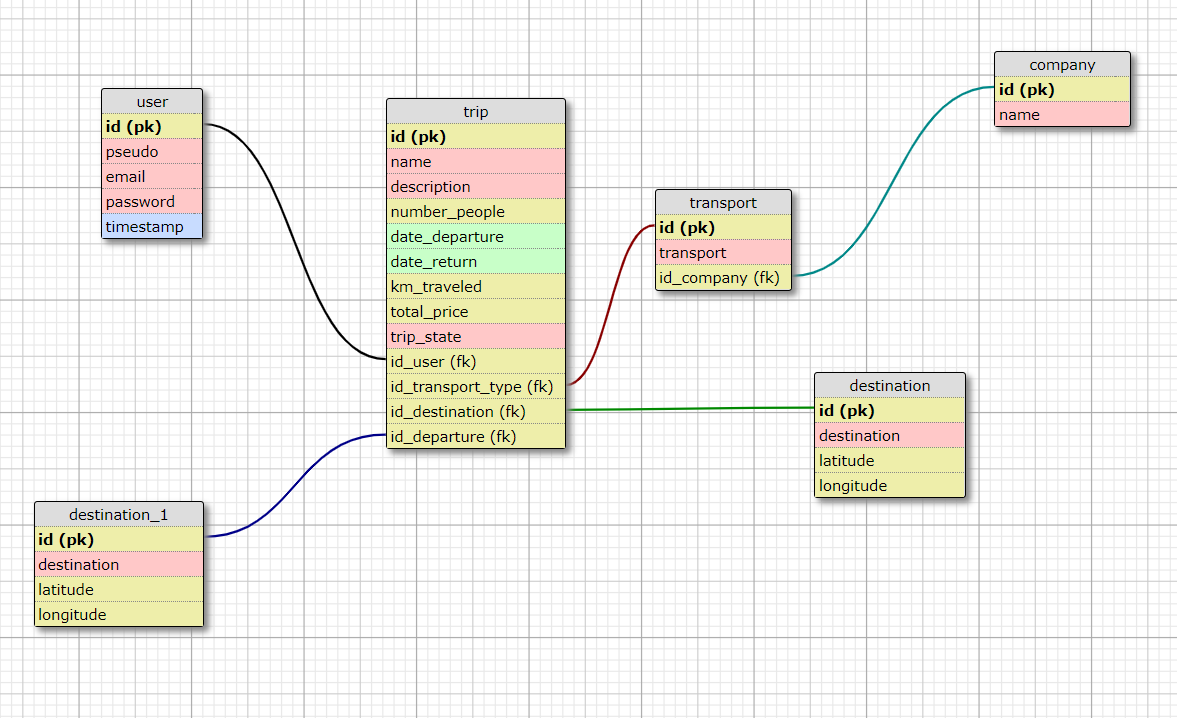 user
id (pk)
pseudo
email
password
timestamp
trip
id (pk)
name
description
number_people
date_departure
date_return
km_traveled
total_price
trip_state
id_user (fk)
id_transport_type (fk)
id_destination (fk)
id_departure (fk)
transport
id (pk)
transport
id_company (fk)
company
id (pk)
name
destination
id (pk)
destination
latitude
longitude
destination_1
id (pk)
destination
latitude
longitude